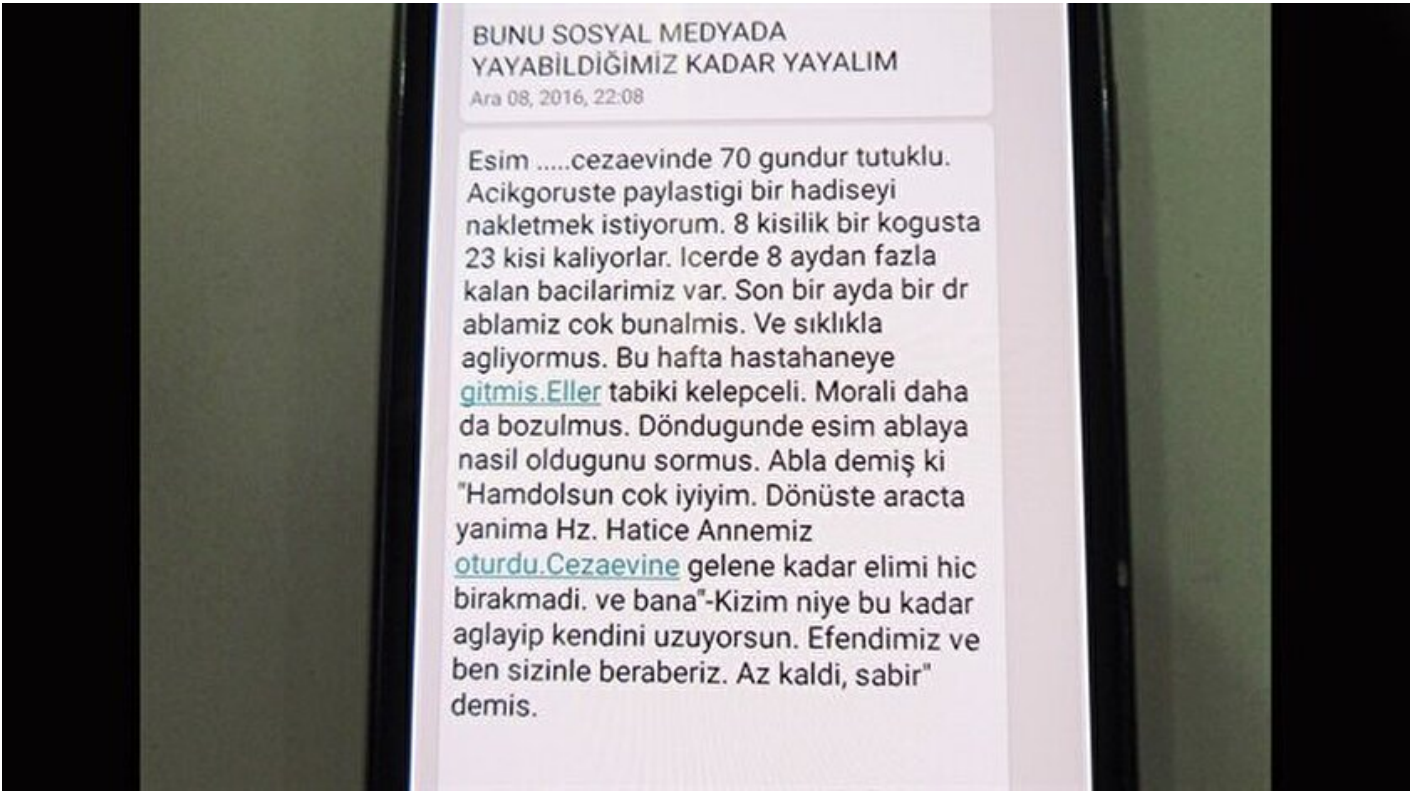 BUNU SOSYAL MEDYADA
YAYABİLDİĞİMİZ KADAR YAYALIM
Ara 08, 2016, 22:08
Esim .....cezaevinde 70 gundur tutuklu.
Acikgoruste paylastigi bir hadiseyi
nakletmek istiyorum. 8 kisilik bir kogusta
23 kisi kaliyorlar. Icerde 8 aydan fazla
kalan bacilarimiz var. Son bir ayda bir dr
ablamiz cok bunalmis. Ve sıklıkla
agliyormus. Bu hafta hastahaneye
gitmis.Eller tabiki kelepceli. Morali daha
da bozulmus. Döndugunde esim ablaya
nasil oldugunu sormus. Abla demiş ki
"Hamdolsun cok iyiyim. Dönüste aracta
yanima Hz. Hatice Annemiz
oturdu.Cezaevine gelene kadar elimi hic
birakmadi. ve bana"-Kizim niye bu kadar
aglayip kendini uzuyorsun. Efendimiz ve
ben sizinle beraberiz. Az kaldi, sabir"
demis.